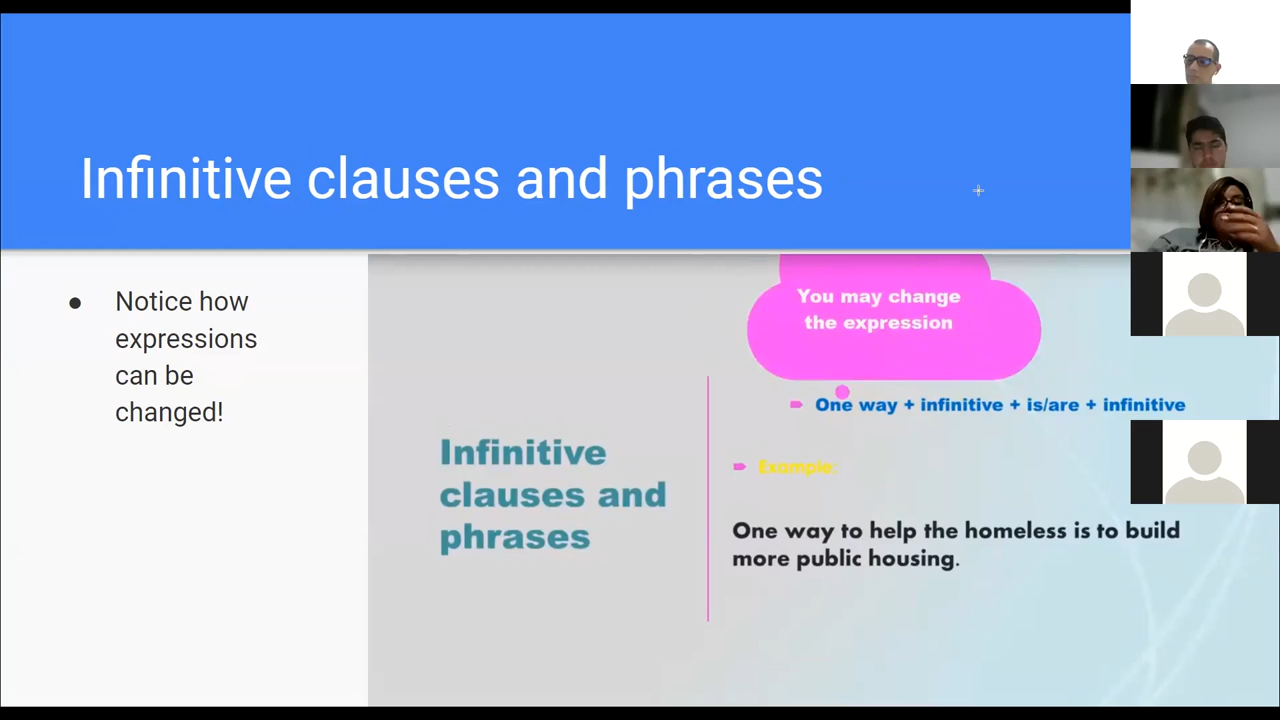 Infinitive clauses and phrases
● Notice how
expressions
can be
changed!
You may change
the expression
One way + infinitive + is/are + infinitive
Infinitive
clauses and
phrases
Example:
One way to help the homeless is to build
more public housing.